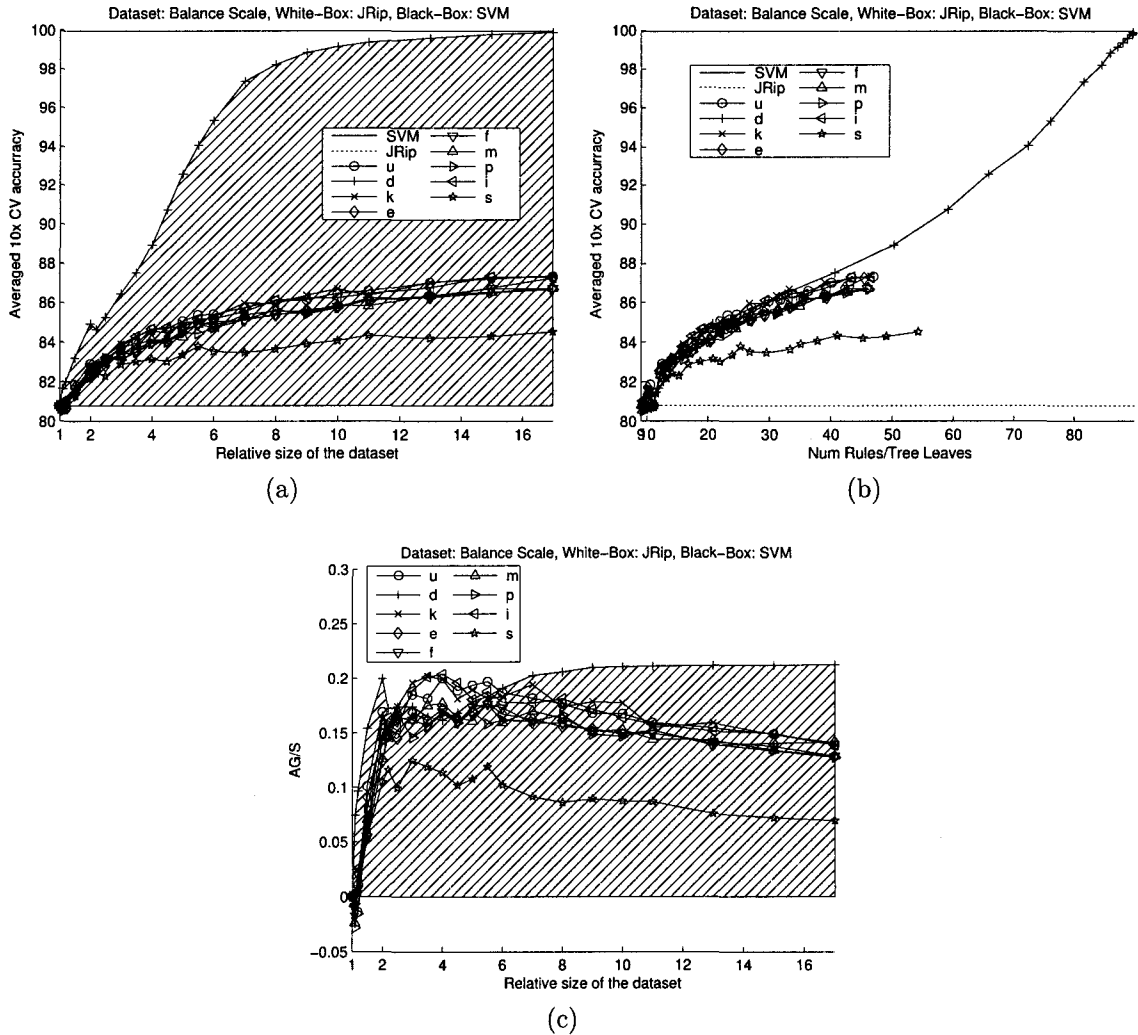 Dataset: Balance Scale, White-Box: JRip, Black-Box: SVM
100
98
96
94
92
90
88
86
84
82
80
Averaged 10x CV accurracy
SVM
JRip
u
d
k
e
f
m
p
i
s
1 2 4 6 8 10 12 14 16
Relative size of the dataset
(a)
Dataset: Balance Scale, White-Box: JRip, Black-Box: SVM
100
98
96
94
92
90
88
86
84
82
80
Averaged 10x CV accurracy
SVM
JRip
u
d
k
e
f
m
p
i
s
9 10 20 30 40 50 60 70 80
Num Rules/Tree Leaves
(b)
Dataset: Balance Scale, White-Box: JRip, Black-Box: SVM
0.3
0.25
0.2
0.15
0.1
0.05
0
-0.05
AG/S
u
d
k
e
f
m
p
i
s
1 2 4 6 8 10 12 14 16
Relative size of the dataset
(c)